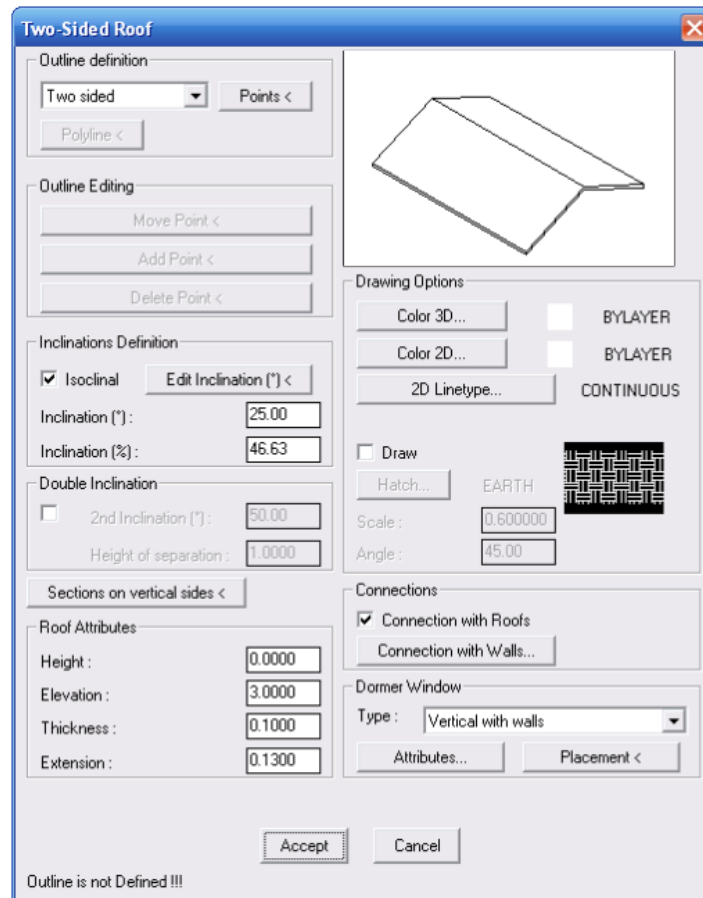 Two-Sided Roof
Outline definition
Two sided
Points <
Polyline <
Outline Editing
Move Point <
Add Point <
Delete Point <
Inclinations Definition
Isoclinal
Edit Inclination (°) <
Inclination (°) :
25.00
Inclination (%) :
46.63
Double Inclination
2nd Inclination (°) :
50.00
Height of separation :
1.0000
Sections on vertical sides <
Roof Attributes
Height :
0.0000
Elevation :
3.0000
Thickness :
0.1000
Extension :
0.1300
Drawing Options
Color 3D...
BYLAYER
Color 2D...
BYLAYER
2D Linetype...
CONTINUOUS
Draw
Hatch...
EARTH
Scale :
0.600000
Angle :
45.00
Connections
Connection with Roofs
Connection with Walls...
Dormer Window
Type :
Vertical with walls
Attributes...
Placement <
Accept
Cancel
Outline is not Defined !!!